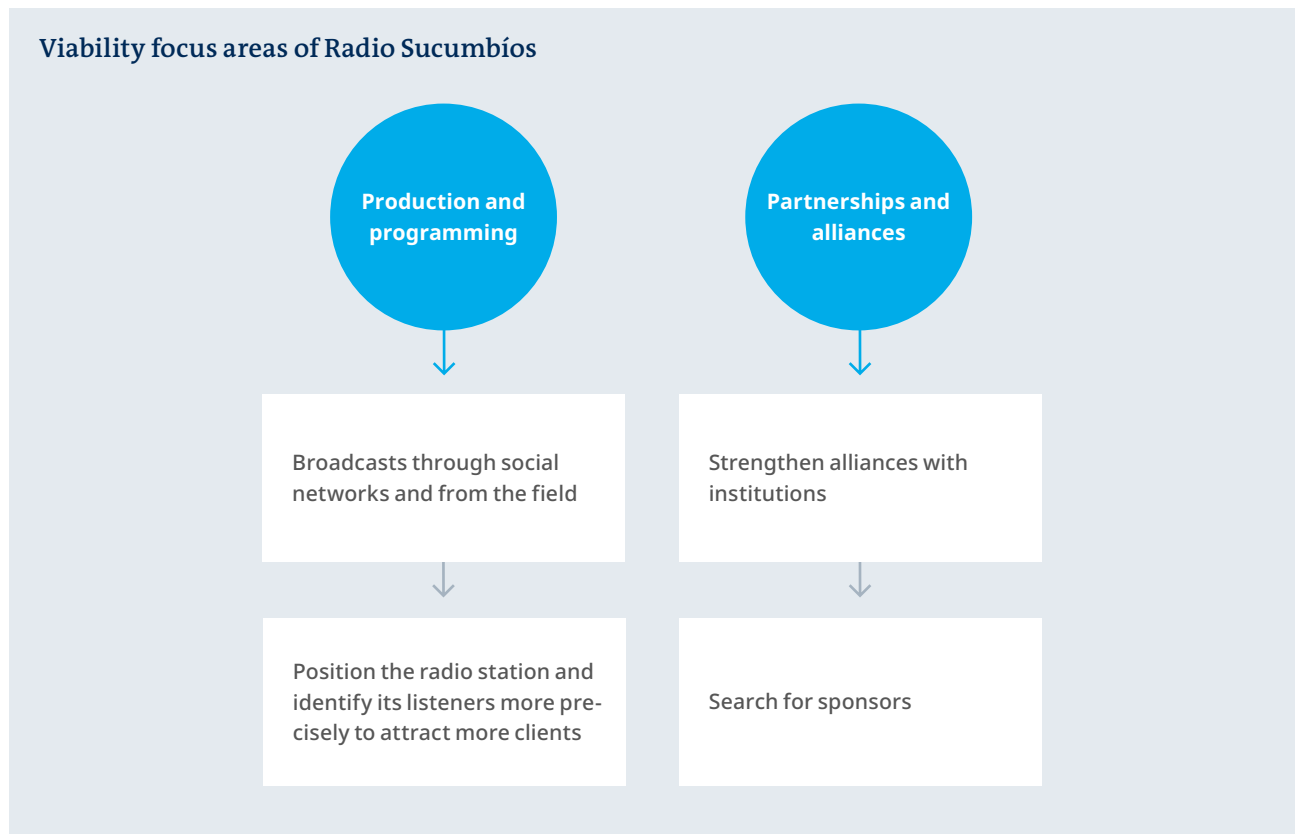 Viability focus areas of Radio Sucumbíos
Production and
programming
Partnerships and
alliances
Broadcasts through social
networks and from the field
Strengthen alliances with
institutions
Position the radio station and
identify its listeners more pre-
cisely to attract more clients
Search for sponsors